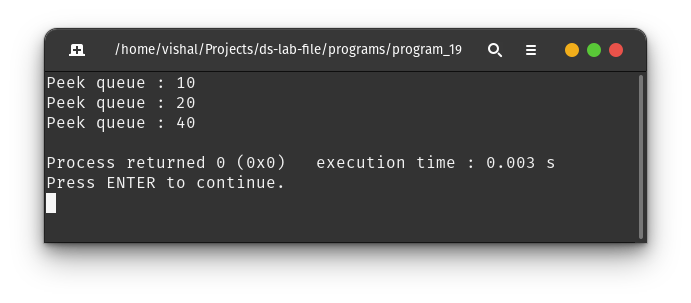 /home/vishal/Projects/ds-lab-file/programs/program_19
Peek queue : 10
Peek queue : 20
Peek queue : 40
Process returned 0 (0x0)   execution time : 0.003 s
Press ENTER to continue.